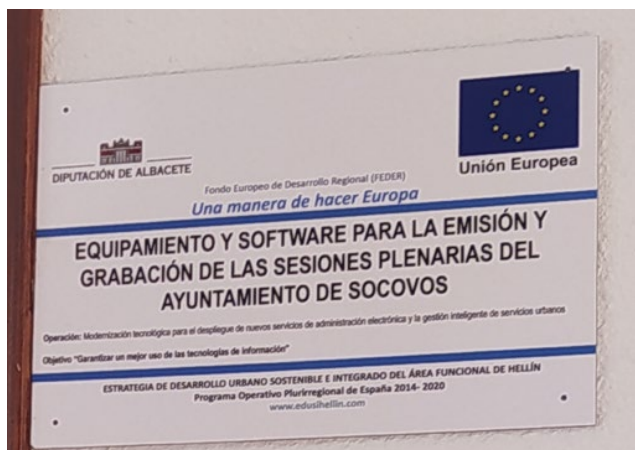 DIPUTACIÓN DE ALBACETE
Unión Europea
Fondo Europeo de Desarrollo Regional (FEDER)
Una manera de hacer Europa
EQUIPAMIENTO Y SOFTWARE PARA LA EMISIÓN Y
GRABACIÓN DE LAS SESIONES PLENARIAS DEL
AYUNTAMIENTO DE SOCOVOS
Operación: Modernización tecnológica para el despliegue de nuevos servicios de administración electrónica y la gestión inteligente de servicios urbanos
Objetivo "Garantizar un mejor uso de las tecnologías de información"
ESTRATEGIA DE DESARROLLO URBANO SOSTENIBLE E INTEGRADO DEL ÁREA FUNCIONAL DE HELLÍN
Programa Operativo Plurirregional de España 2014- 2020
www.edusihellin.com